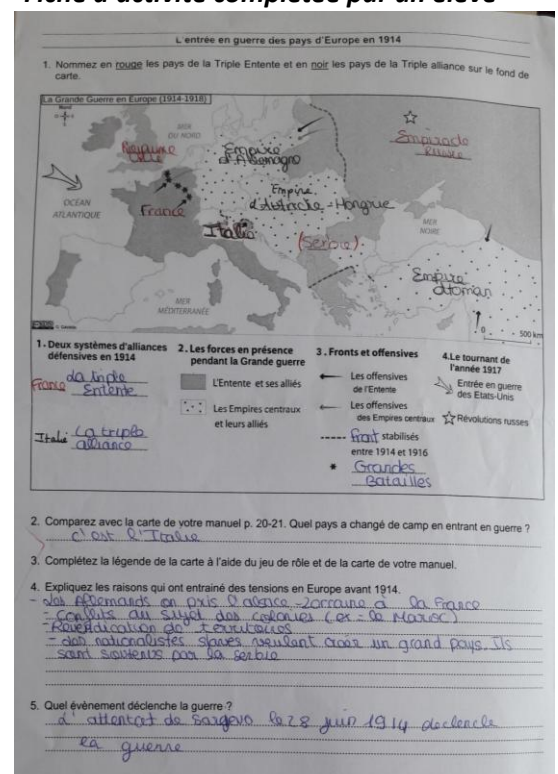 Fiche d'activité complétée par un élève
L'entrée en guerre des pays d'Europe en 1914
1. Nommez en rouge les pays de la Triple Entente et en noir les pays de la Triple alliance sur le fond de
carte.
La Grande Guerre en Europe (1914-1918)
Nord
MER
DU NORD
Royaume
Uni
Empire
d'Allemagne
Empire de
Russie
OCÉAN
ATLANTIQUE
France
Empire
d'Autriche-Hongrie
Italie
(Serbie)
MER
NOIRE
Empire
ottoman
MER
MÉDITERRANÉE
0
500 km
1. Deux systèmes d'alliances
défensives en 1914
France la triple
Entente
Italie La triple
alliance
2. Les forces en présence
pendant la Grande guerre
L'Entente et ses alliés
Les Empires centraux
et leurs alliés
3. Fronts et offensives
Les offensives
de l'Entente
Les offensives
des Empires centraux
front stabilisés
entre 1914 et 1916
Grandes
Batailles
4.Le tournant de
l'année 1917
Entrée en guerre
des Etats-Unis
Révolutions russes
2. Comparez avec la carte de votre manuel p. 20-21. Quel pays a changé de camp en entrant en guerre ?
c'est l'Italie
3. Complétez la légende de la carte à l'aide du jeu de rôle et de la carte de votre manuel.
4. Expliquez les raisons qui ont entrainé des tensions en Europe avant 1914.
- Les Allemands on pris l'alsace-Lorraine à la France
- Conflits au sujet des colonies (ex : le Maroc)
- Revendication de territoires
- des nationalistes slaves veulent créer un grand pays. Ils
sont soutenus par la serbie
5. Quel évènement déclenche la guerre ?
L'attentat de Sargevo le 28 juin 1914 declencle
la guerre